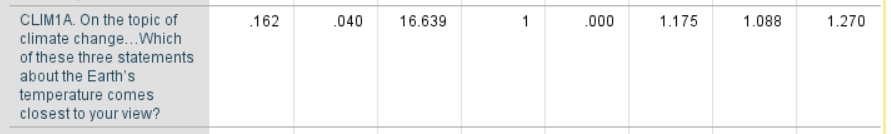 CLIM1A. On the topic of .162 .040 16.639 1 .000 1.175 1.088 1.270
climate change...Which
of these three statements
about the Earth's
temperature comes
closest to your view?